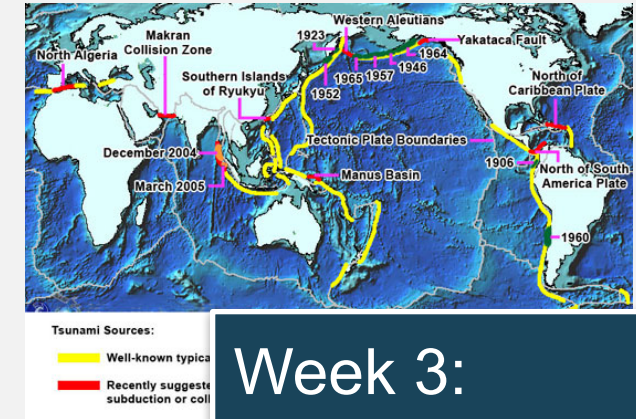 Western Aleutians
1923
Makran
Collision Zone
Yakataca Fault
North Algeria
1964
1946
Southern Islands
of Ryukyu
1965
1957
1952
North of
Caribbean Plate
Tectonic Plate Boundaries
December 2004
1906
North of South
America Plate
March 2005
Manus Basin
1960
Tsunami Sources:
Well-known typica
Recently suggeste
subduction or coll
Week 3: